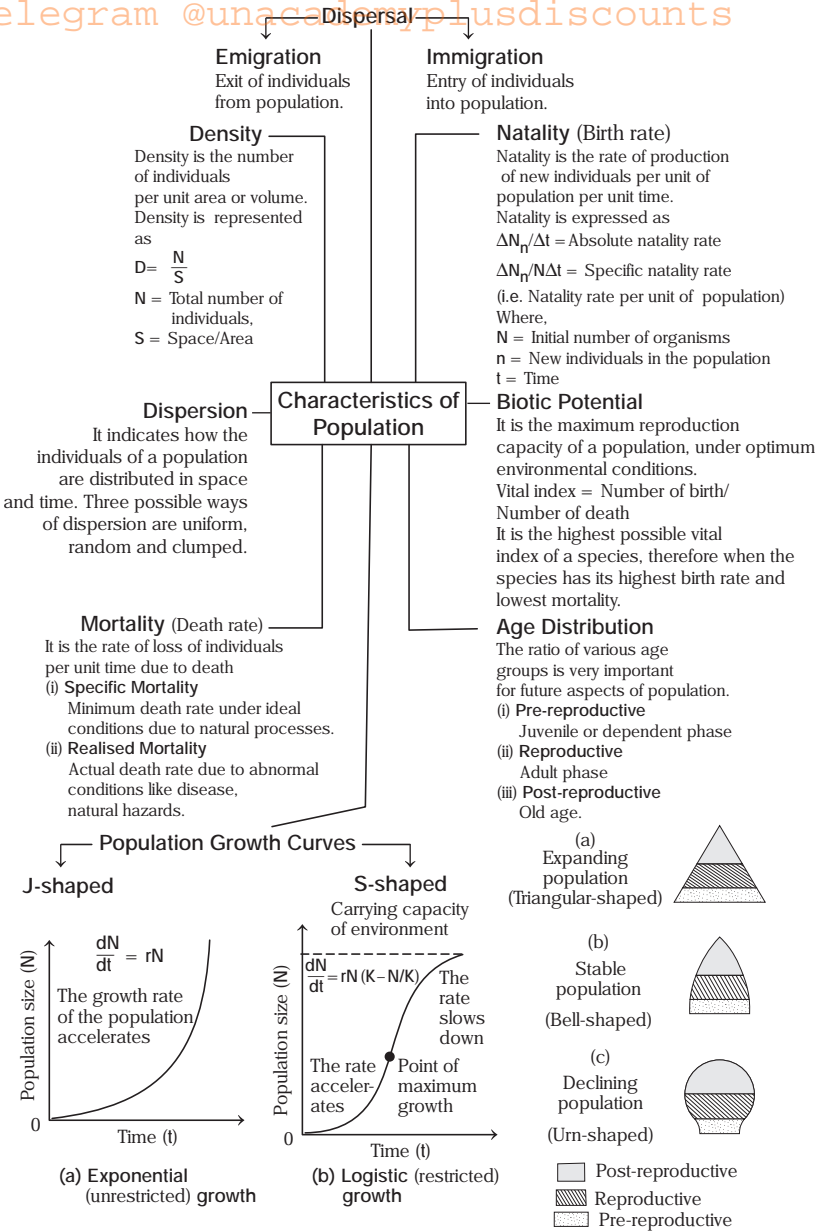 elegram @unacademyplusdiscounts
Dispersal
Emigration
Exit of individuals
from population.
Immigration
Entry of individuals
into population.
Density
Density is the number
of individuals
per unit area or volume.
Density is represented
as
D= N/S
N = Total number of
individuals,
S = Space/Area
Natality (Birth rate)
Natality is the rate of production
of new individuals per unit of
population per unit time.
Natality is expressed as
ΔNn/Δt = Absolute natality rate
ΔNn/NΔt = Specific natality rate
(i.e. Natality rate per unit of population)
Where,
N = Initial number of organisms
n = New individuals in the population
t = Time
Characteristics of
Population
Dispersion
It indicates how the
individuals of a population
are distributed in space
and time. Three possible ways
of dispersion are uniform,
random and clumped.
Biotic Potential
It is the maximum reproduction
capacity of a population, under optimum
environmental conditions.
Vital index = Number of birth/
Number of death
It is the highest possible vital
index of a species, therefore when the
species has its highest birth rate and
lowest mortality.
Mortality (Death rate)
It is the rate of loss of individuals
per unit time due to death
(i) Specific Mortality
Minimum death rate under ideal
conditions due to natural processes.
(ii) Realised Mortality
Actual death rate due to abnormal
conditions like disease,
natural hazards.
Age Distribution
The ratio of various age
groups is very important
for future aspects of population.
(i) Pre-reproductive
Juvenile or dependent phase
(ii) Reproductive
Adult phase
(iii) Post-reproductive
Old age.
Population Growth Curves
J-shaped
dN/dt = rN
The growth rate
of the population
accelerates
Population size (N)
0
Time (t)
(a) Exponential
(unrestricted) growth
S-shaped
Carrying capacity
of environment
dN/dt = rN (K – N/K)
The
rate
slows
down
The rate
acceler-
ates
Point of
maximum
growth
Population size (N)
0
Time (t)
(b) Logistic (restricted)
growth
(a)
Expanding
population
(Triangular-shaped)
(b)
Stable
population
(Bell-shaped)
(c)
Declining
population
(Urn-shaped)
Post-reproductive
Reproductive
Pre-reproductive